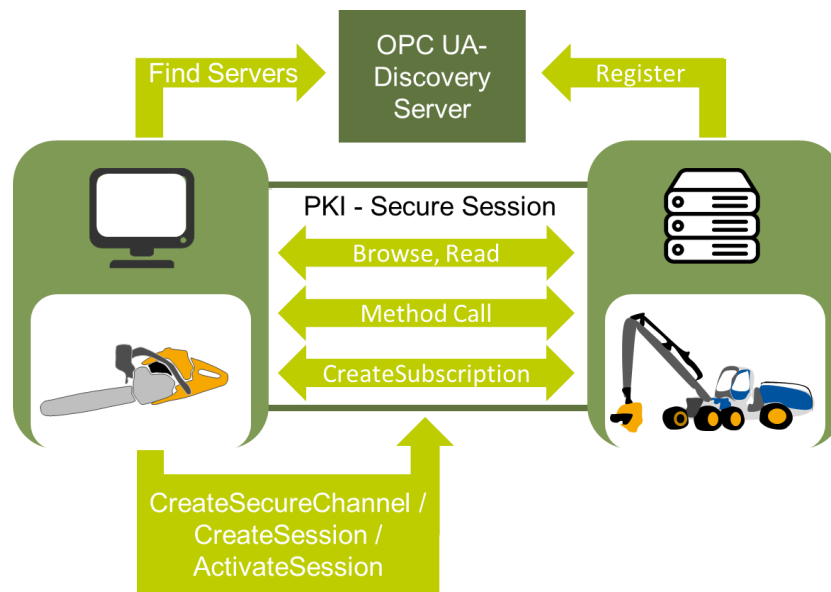 OPC UA-
Discovery
Server
Find Servers
Register
PKI - Secure Session
Browse, Read
Method Call
CreateSubscription
CreateSecureChannel /
CreateSession /
ActivateSession